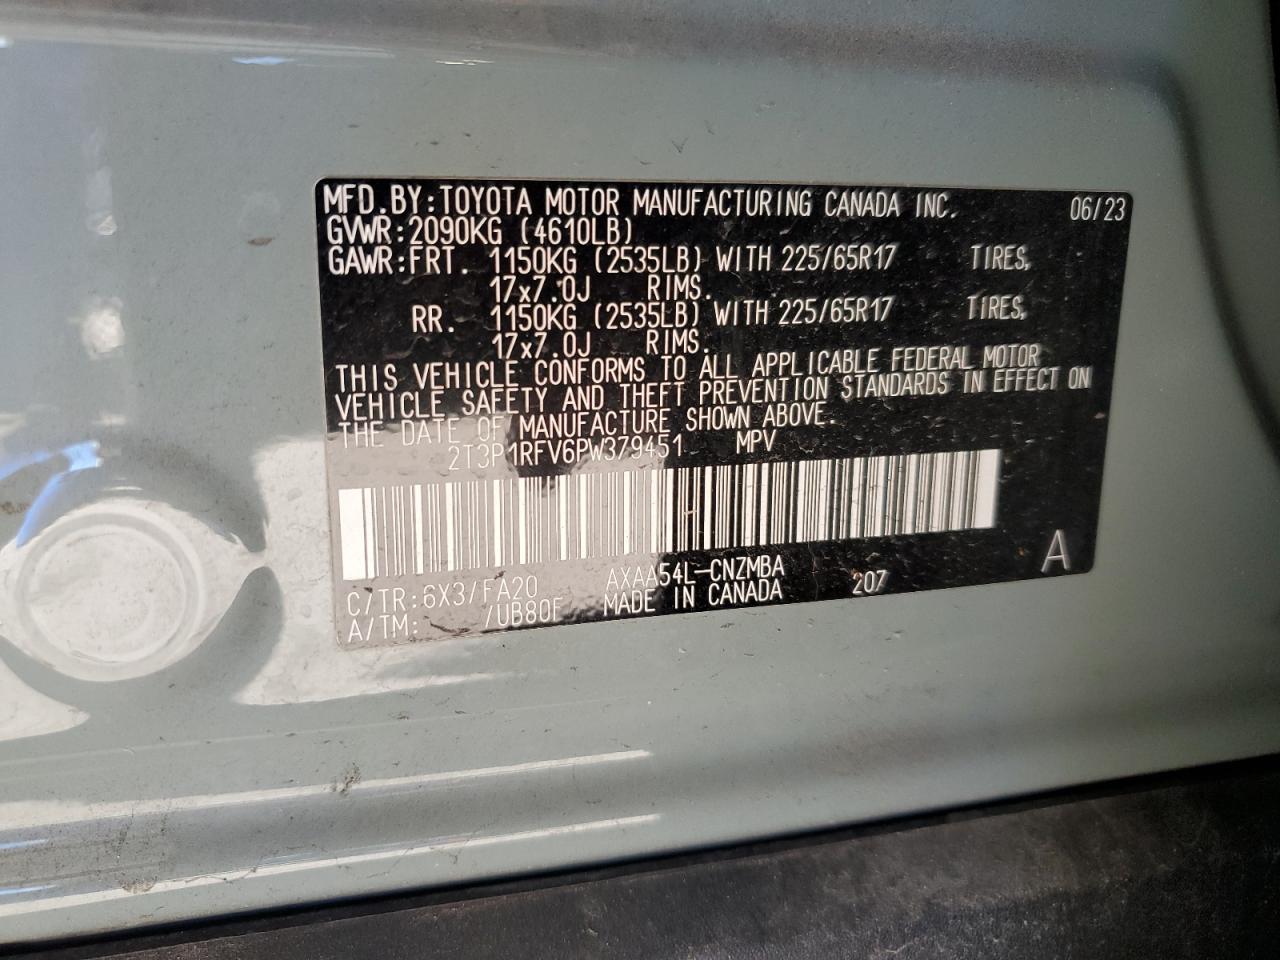 MFD.BY:TOYOTA MOTOR MANUFACTURING CANADA INC. 06/23
GVWR:2090KG (4610LB)
GAWR:FRT. 1150KG (2535LB) WITH 225/65R17 TIRES,
17x7.0J RIMS.
RR. 1150KG (2535LB) WITH 225/65R17 TIRES,
17x7.0J RIMS.
THIS VEHICLE CONFORMS TO ALL APPLICABLE FEDERAL MOTOR
VEHICLE SAFETY AND THEFT PREVENTION STANDARDS IN EFFECT ON
THE DATE OF MANUFACTURE SHOWN ABOVE.
2T3P1RFV6PW379451 MPV
C/TR:6X3/FA20 AXAA54L-CNZMBA 207 A
A/TM: /UB80F MADE IN CANADA